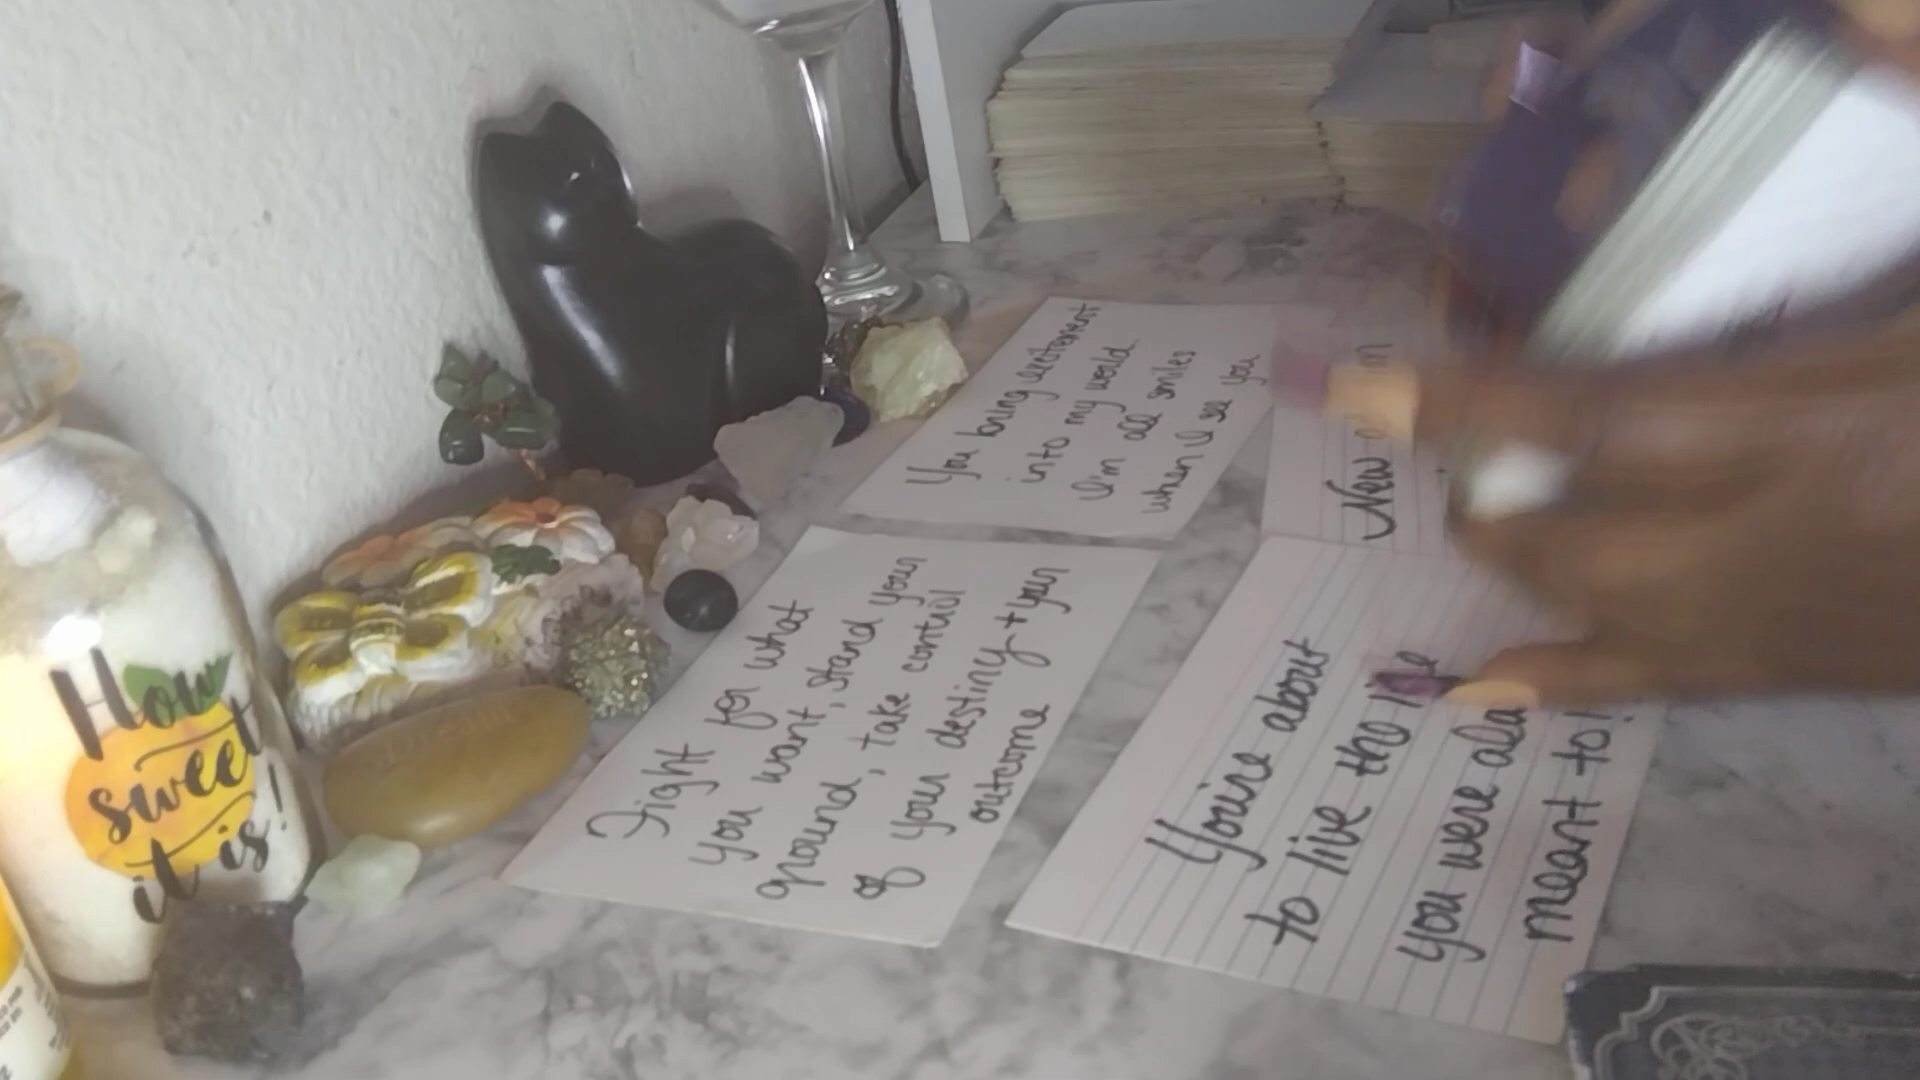 How
sweet
it is!
Dream
You bring excitement
into my world.
I'm all smiles
when I see you
New
Fight for what
you want, stand your
ground, take control
of your destiny + your
outcome
You're about
to live the life
you were
meant to!